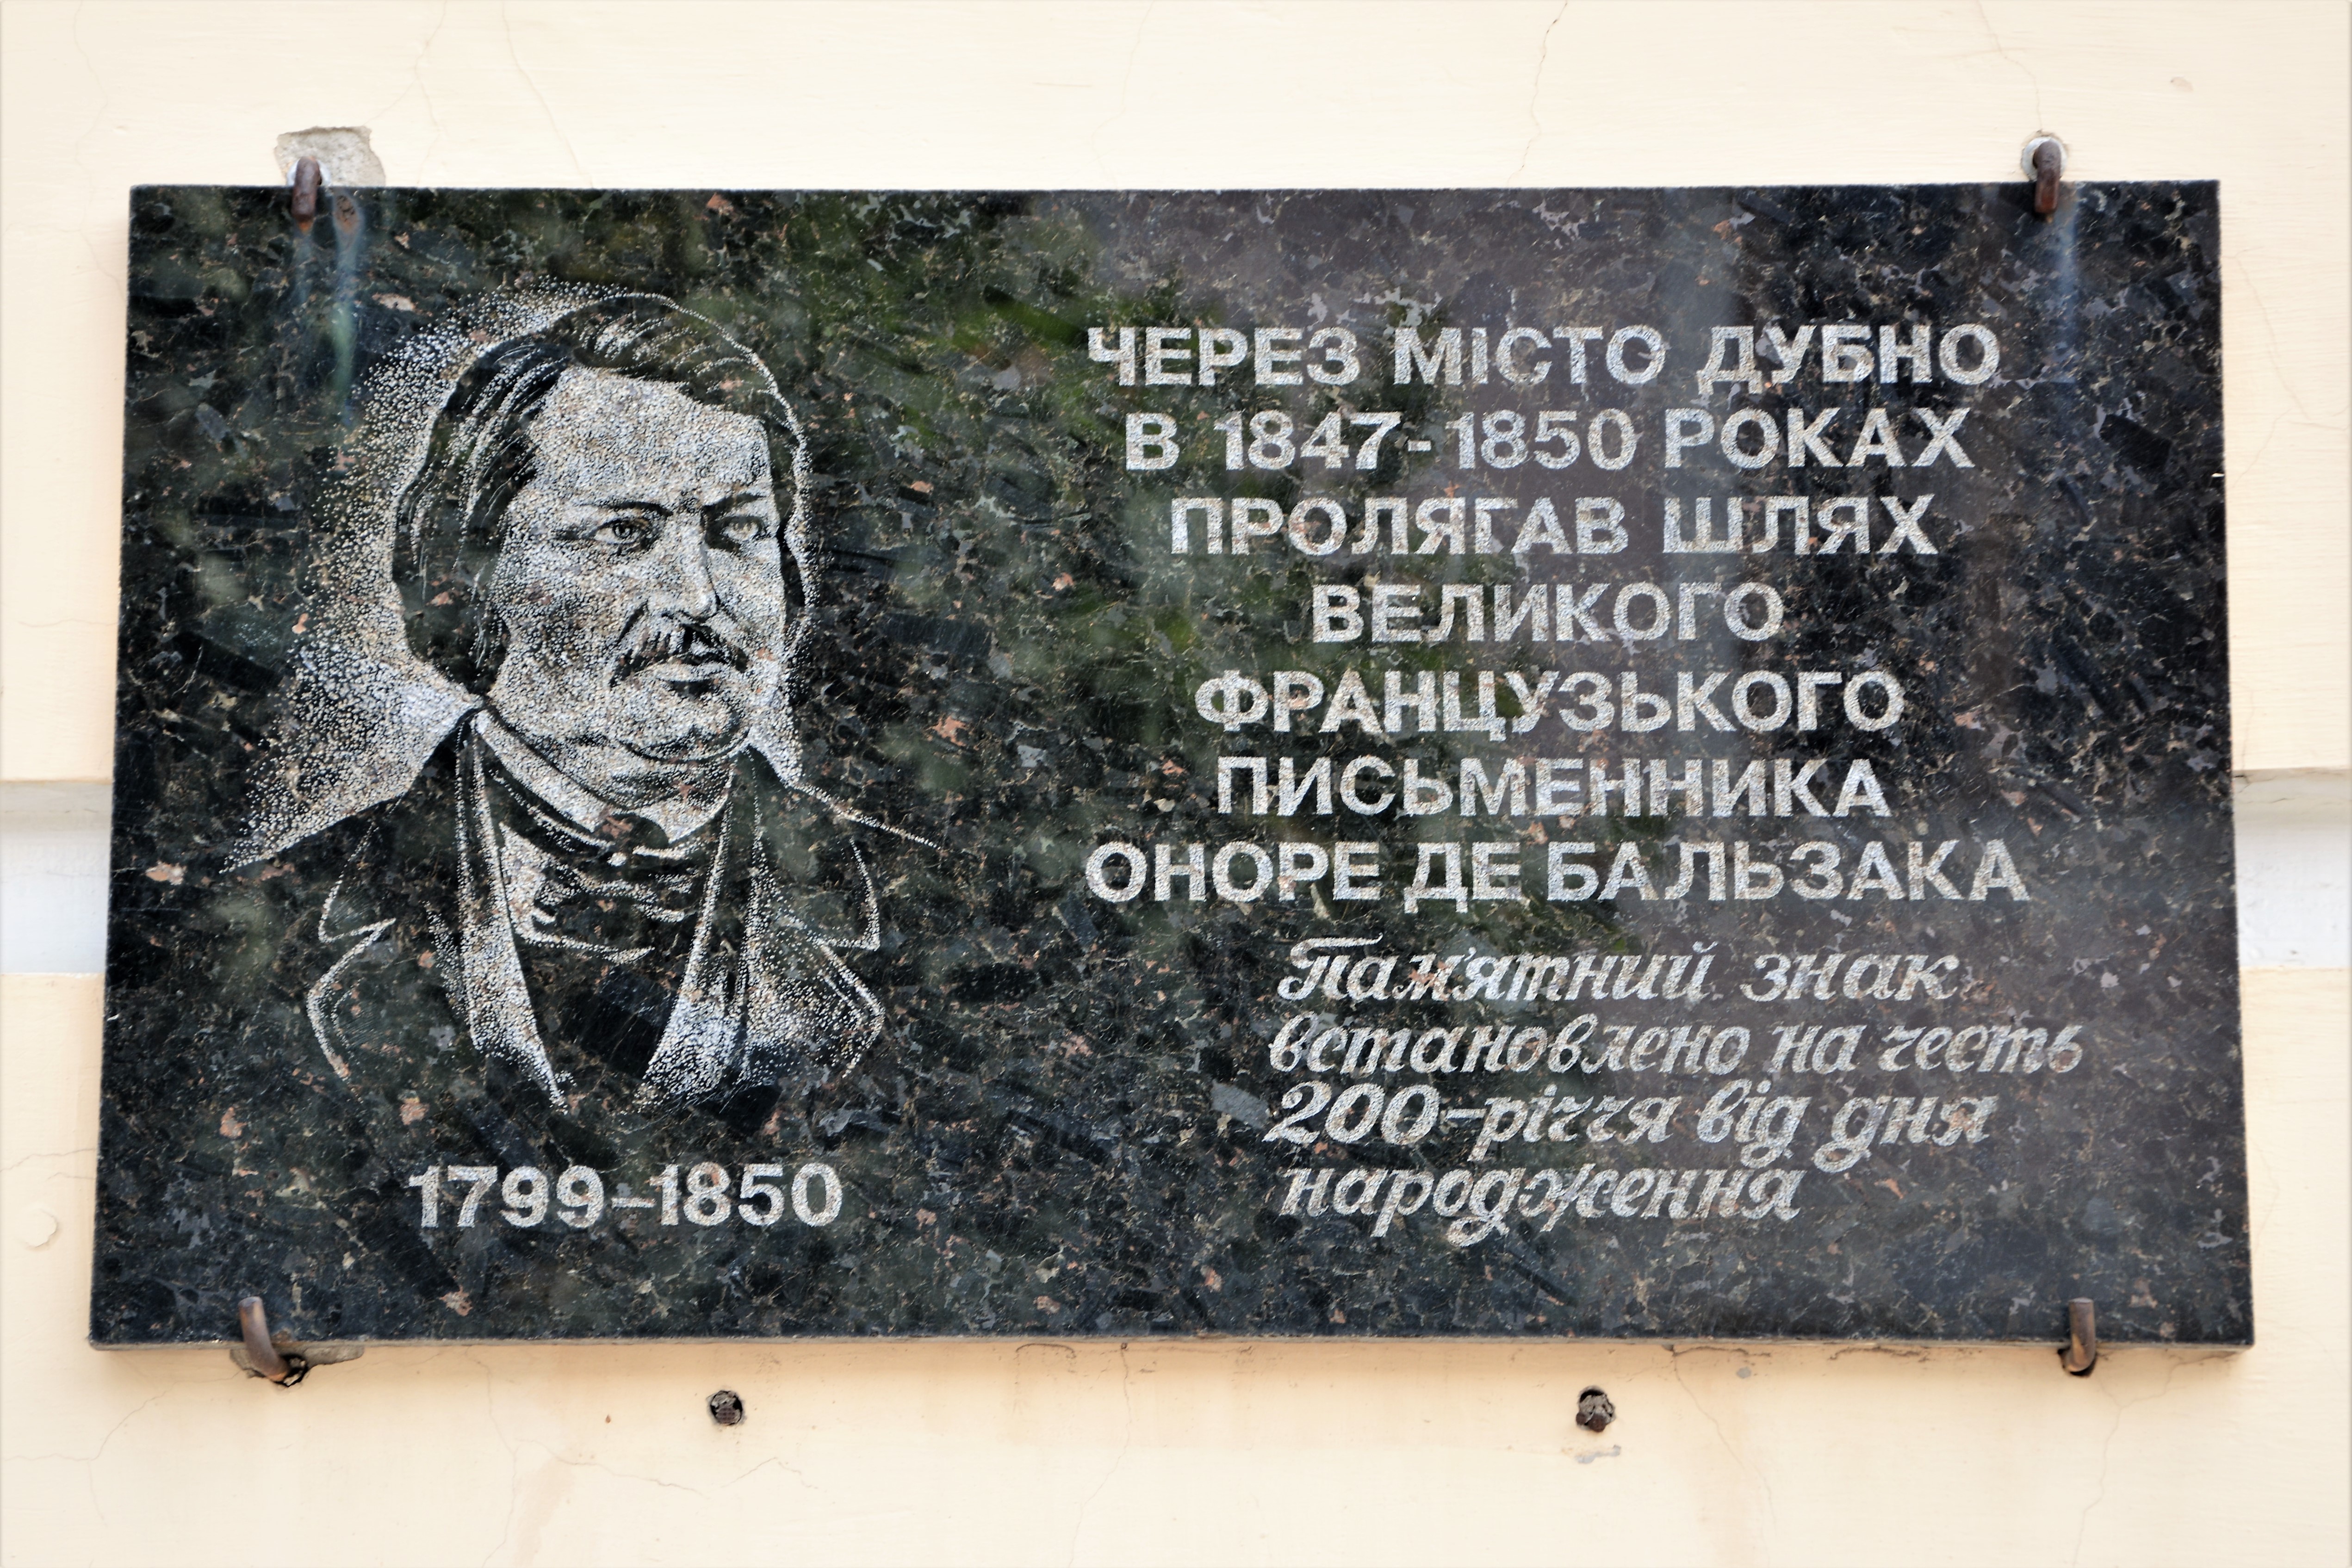 ЧЕРЕЗ МІСТО ДУБНО
В 1847-1850 РОКАХ
ПРОЛЯГАВ ШЛЯХ
ВЕЛИКОГО
ФРАНЦУЗЬКОГО
ПИСЬМЕННИКА
ОНОРЕ ДЕ БАЛЬЗАКА
Пам'ятний знак
встановлено на честь
200-річчя від дня
народження
1799-1850